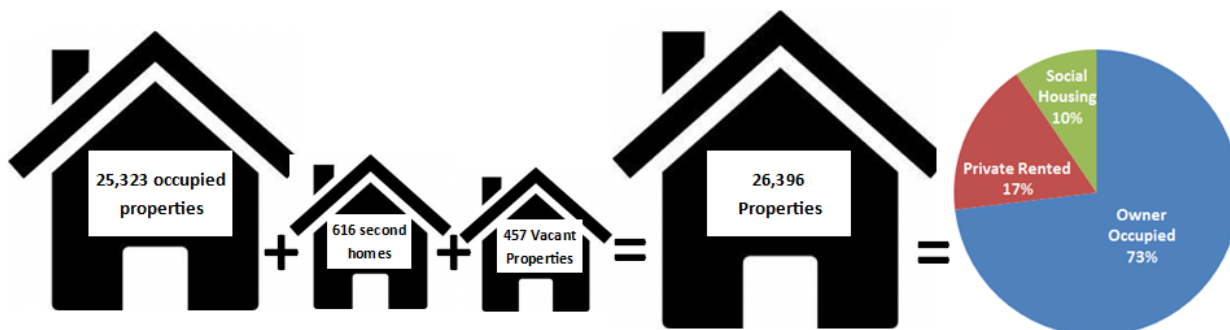 25,323 occupied
properties
+
616 second
homes
+
457 Vacant
Properties
=
26,396
Properties
=
Social
Housing
10%
Private Rented
17%
Owner
Occupied
73%